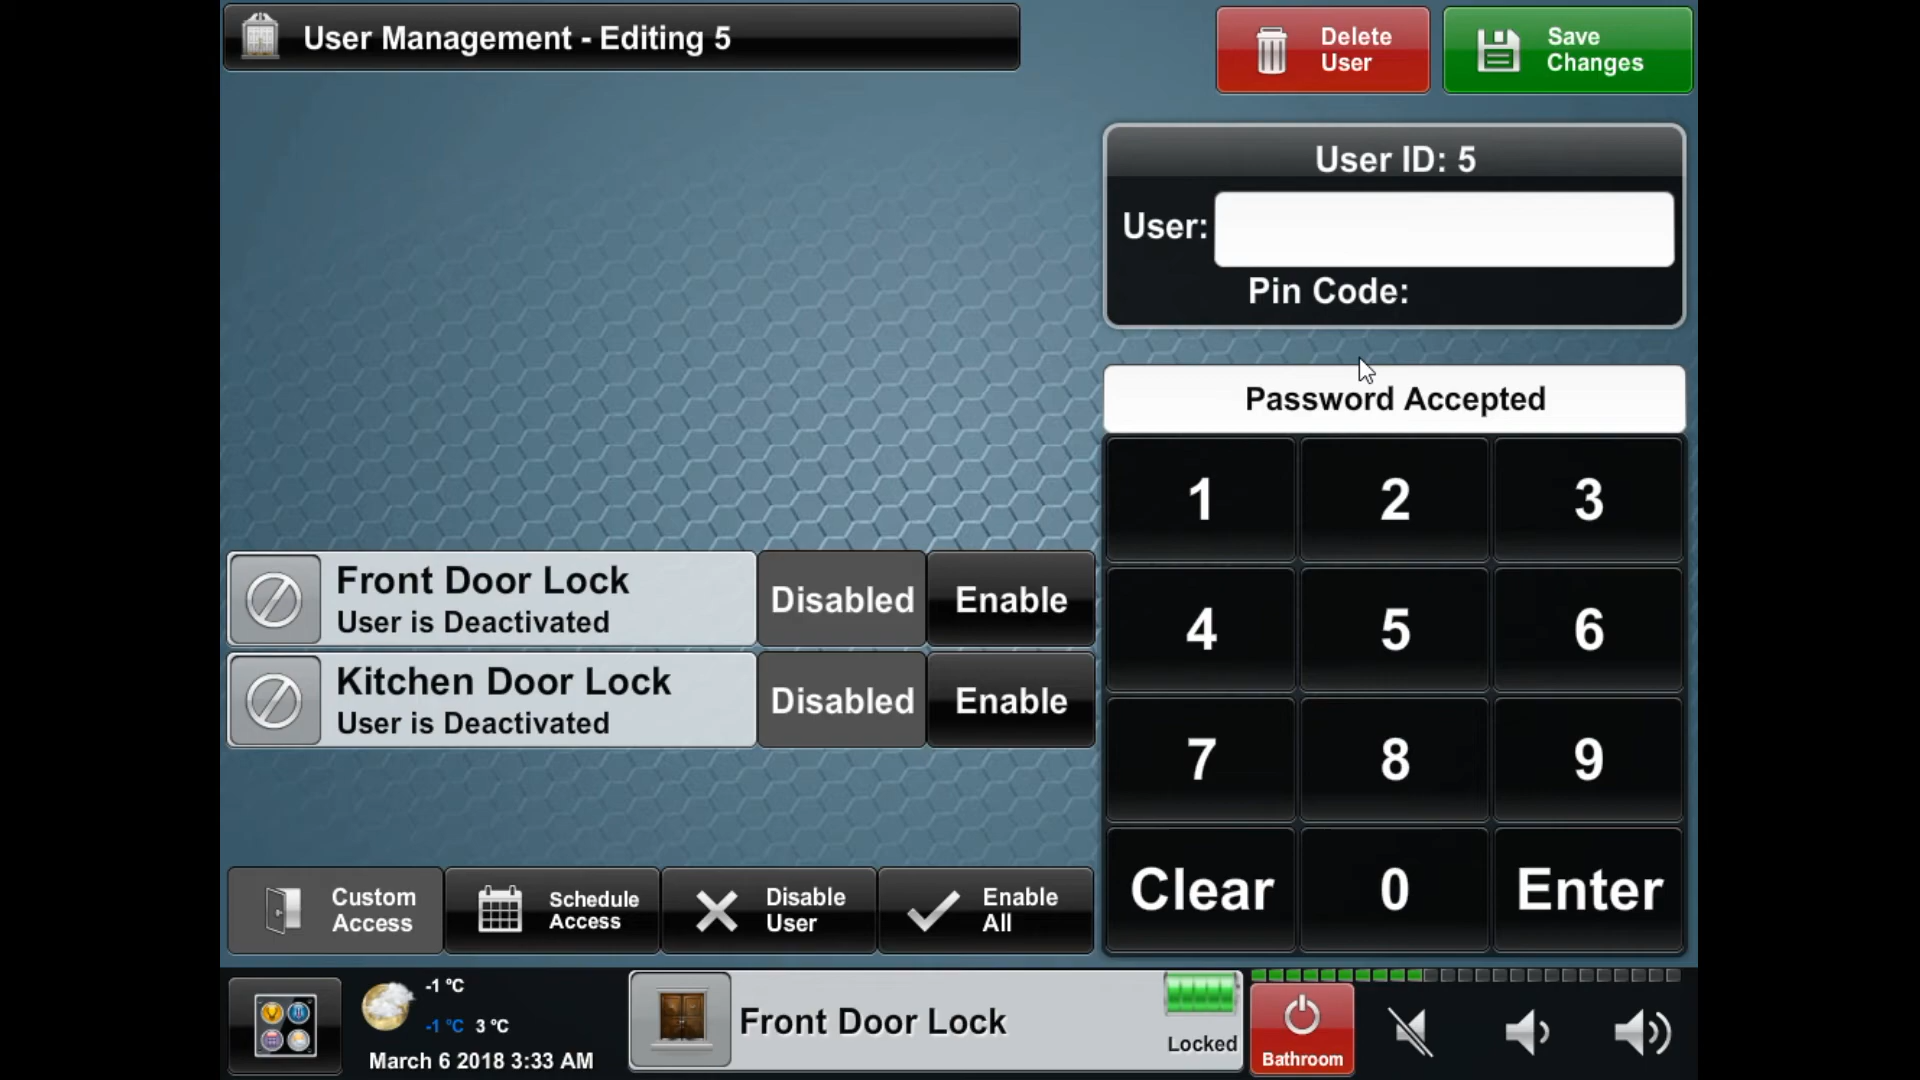 User Management - Editing 5
Delete
User
Save
Changes
User ID: 5
User:
Pin Code:
Password Accepted
1 2 3
4 5 6
7 8 9
Clear 0 Enter
Front Door Lock
User is Deactivated
Disabled
Enable
Kitchen Door Lock
User is Deactivated
Disabled
Enable
Custom
Access
Schedule
Access
Disable
User
Enable
All
-1 °C
-1 °C 3 °C
March 6 2018 3:33 AM
Front Door Lock
Locked
Bathroom